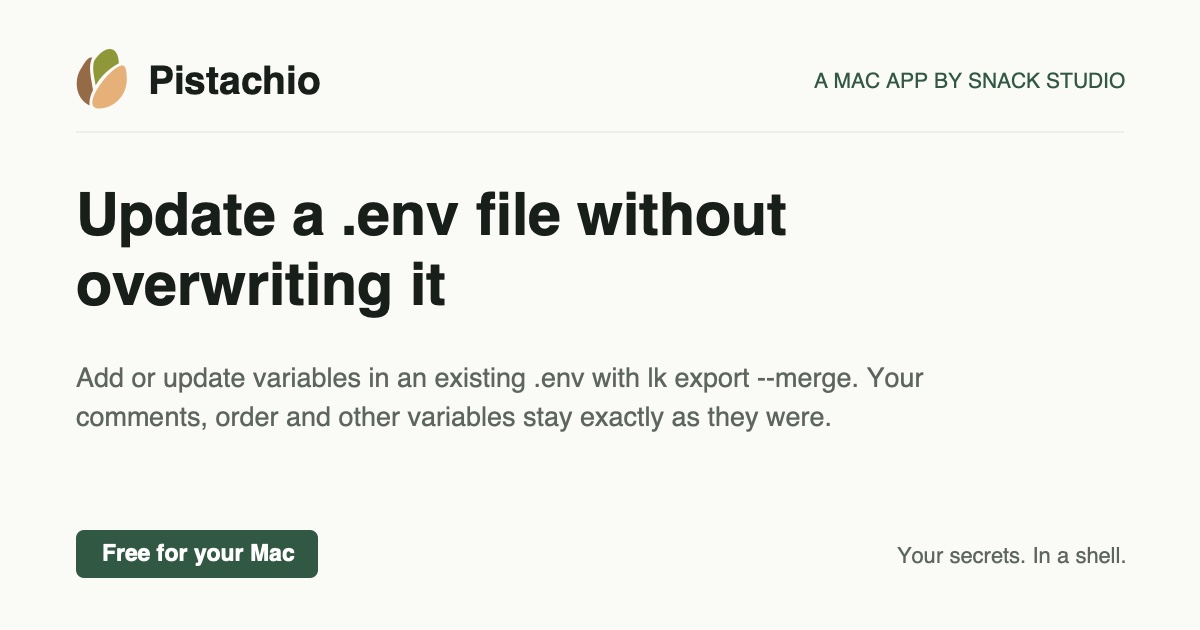 Pistachio
A MAC APP BY SNACK STUDIO
Update a .env file without
overwriting it
Add or update variables in an existing .env with lk export --merge. Your
comments, order and other variables stay exactly as they were.
Free for your Mac
Your secrets. In a shell.